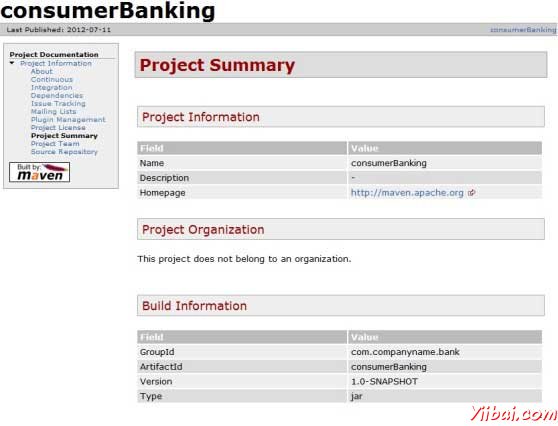 consumerBanking
Last Published: 2012-07-11 consumerBanking
Project Documentation
Project Information
About
Continuous
Integration
Dependencies
Issue Tracking
Mailing Lists
Plugin Management
Project License
Project Summary
Project Team
Source Repository
Built by:
maven
Project Summary
Project Information
Field Value
Name consumerBanking
Description -
Homepage http://maven.apache.org
Project Organization
This project does not belong to an organization.
Build Information
Field Value
GroupId com.companyname.bank
ArtifactId consumerBanking
Version 1.0-SNAPSHOT
Type jar
Yiibai.com